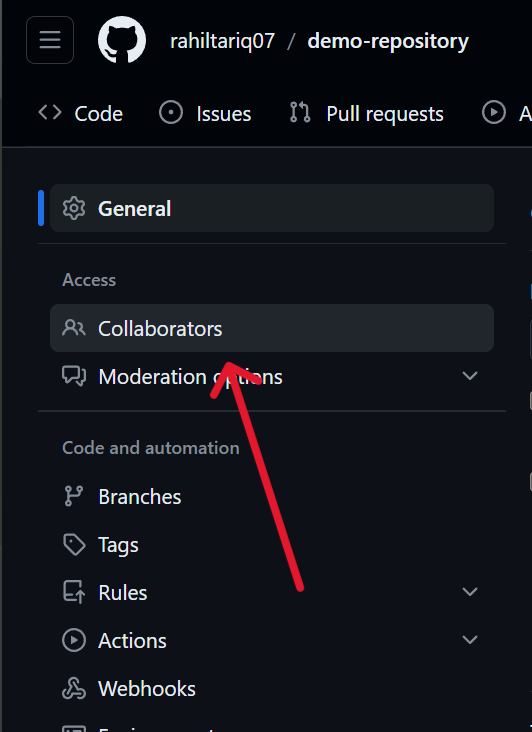 rahiltariq07 / demo-repository
Code Issues Pull requests A
General
Access
Collaborators
Moderation options
Code and automation
Branches
Tags
Rules
Actions
Webhooks